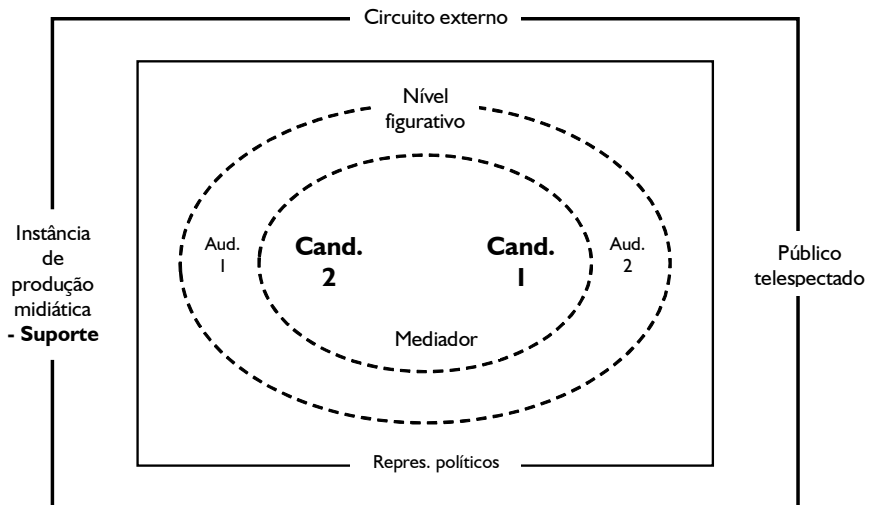 Circuito externo
Nível
figurativo
Instância
de
produção
midiática
- Suporte
Aud.
1
Cand.
2
Cand.
1
Aud.
2
Público
telespectado
Mediador
Repres. políticos